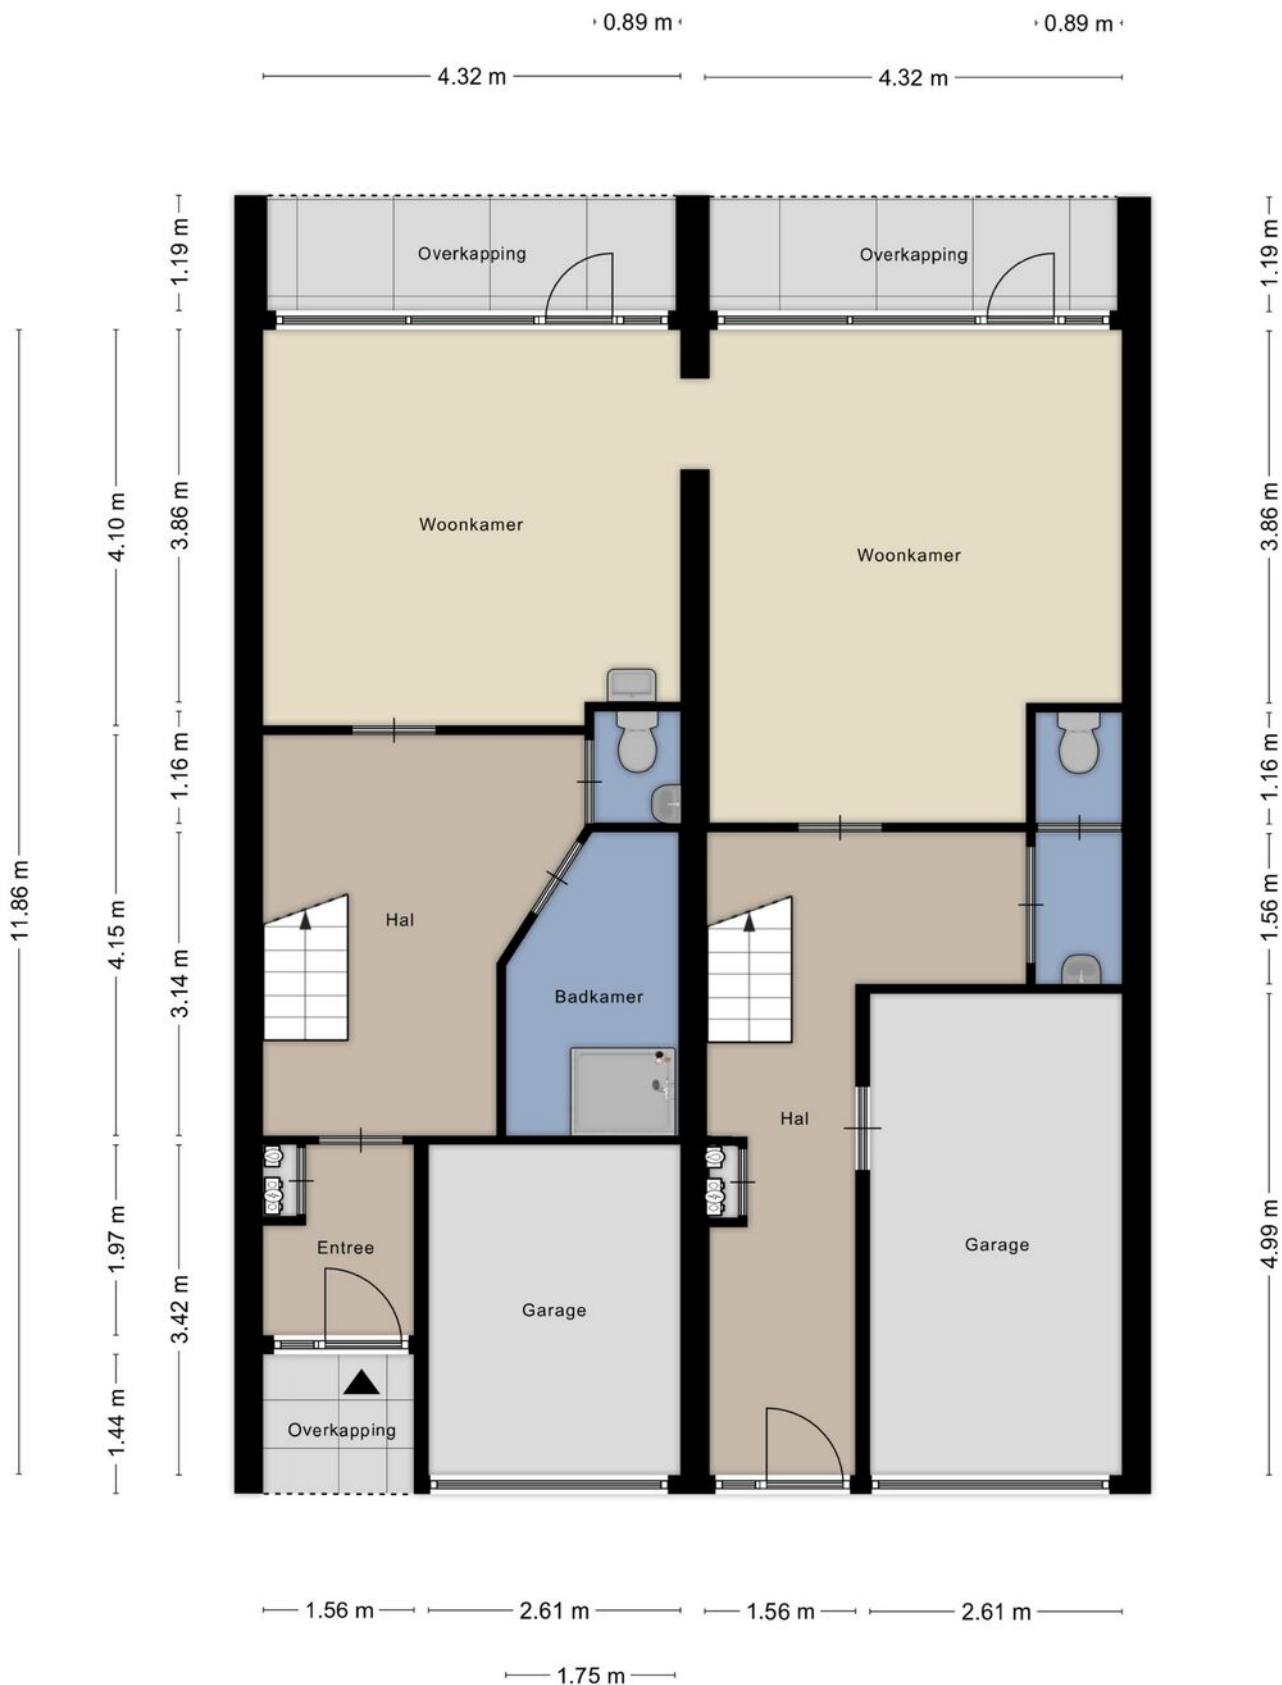 0.89 m
0.89 m
4.32 m
4.32 m
1.19 m
Overkapping
Overkapping
1.19 m
11.86 m
4.10 m
3.86 m
Woonkamer
Woonkamer
3.86 m
1.16 m
1.16 m
4.15 m
3.14 m
Hal
Badkamer
1.56 m
Hal
1.97 m
3.42 m
Entree
Garage
Garage
4.99 m
1.44 m
Overkapping
1.56 m
2.61 m
1.56 m
2.61 m
1.75 m